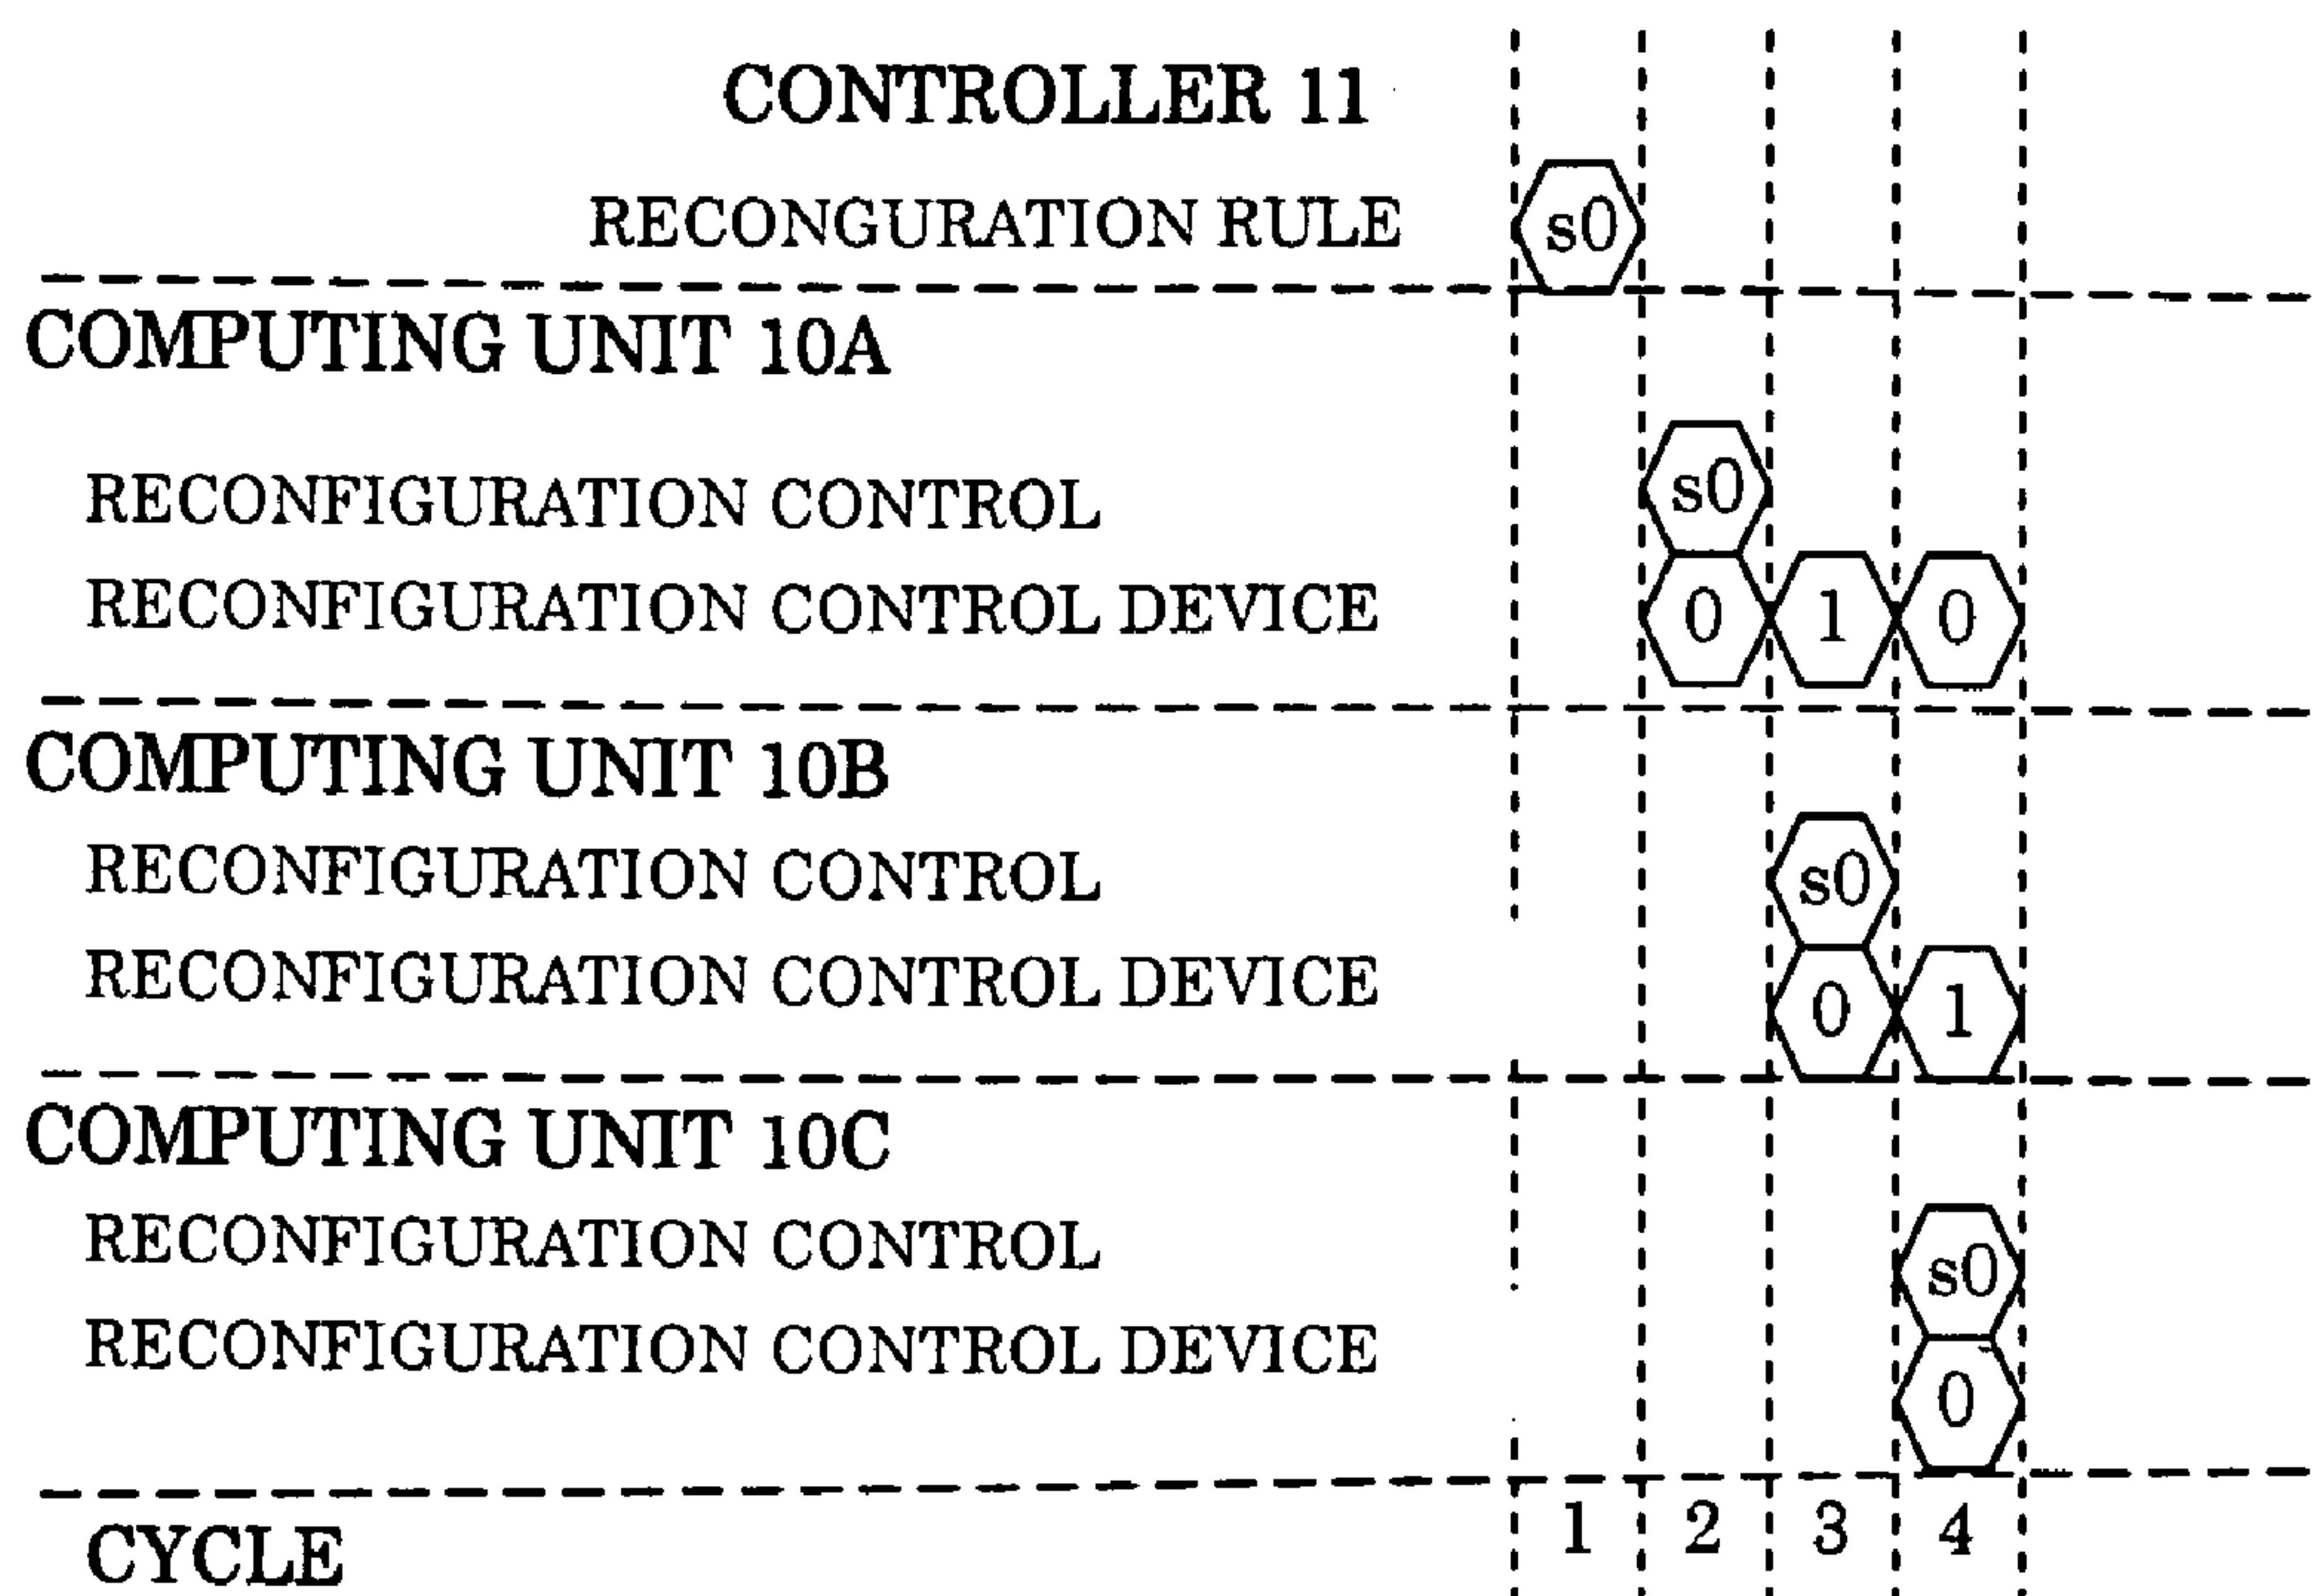 CONTROLLER 11
RECONGURATION RULE s0
COMPUTING UNIT 10A
RECONFIGURATION CONTROL s0
RECONFIGURATION CONTROL DEVICE 0 1 0
COMPUTING UNIT 10B
RECONFIGURATION CONTROL s0
RECONFIGURATION CONTROL DEVICE 0 1
COMPUTING UNIT 10C
RECONFIGURATION CONTROL s0
RECONFIGURATION CONTROL DEVICE 0
CYCLE 1 2 3 4